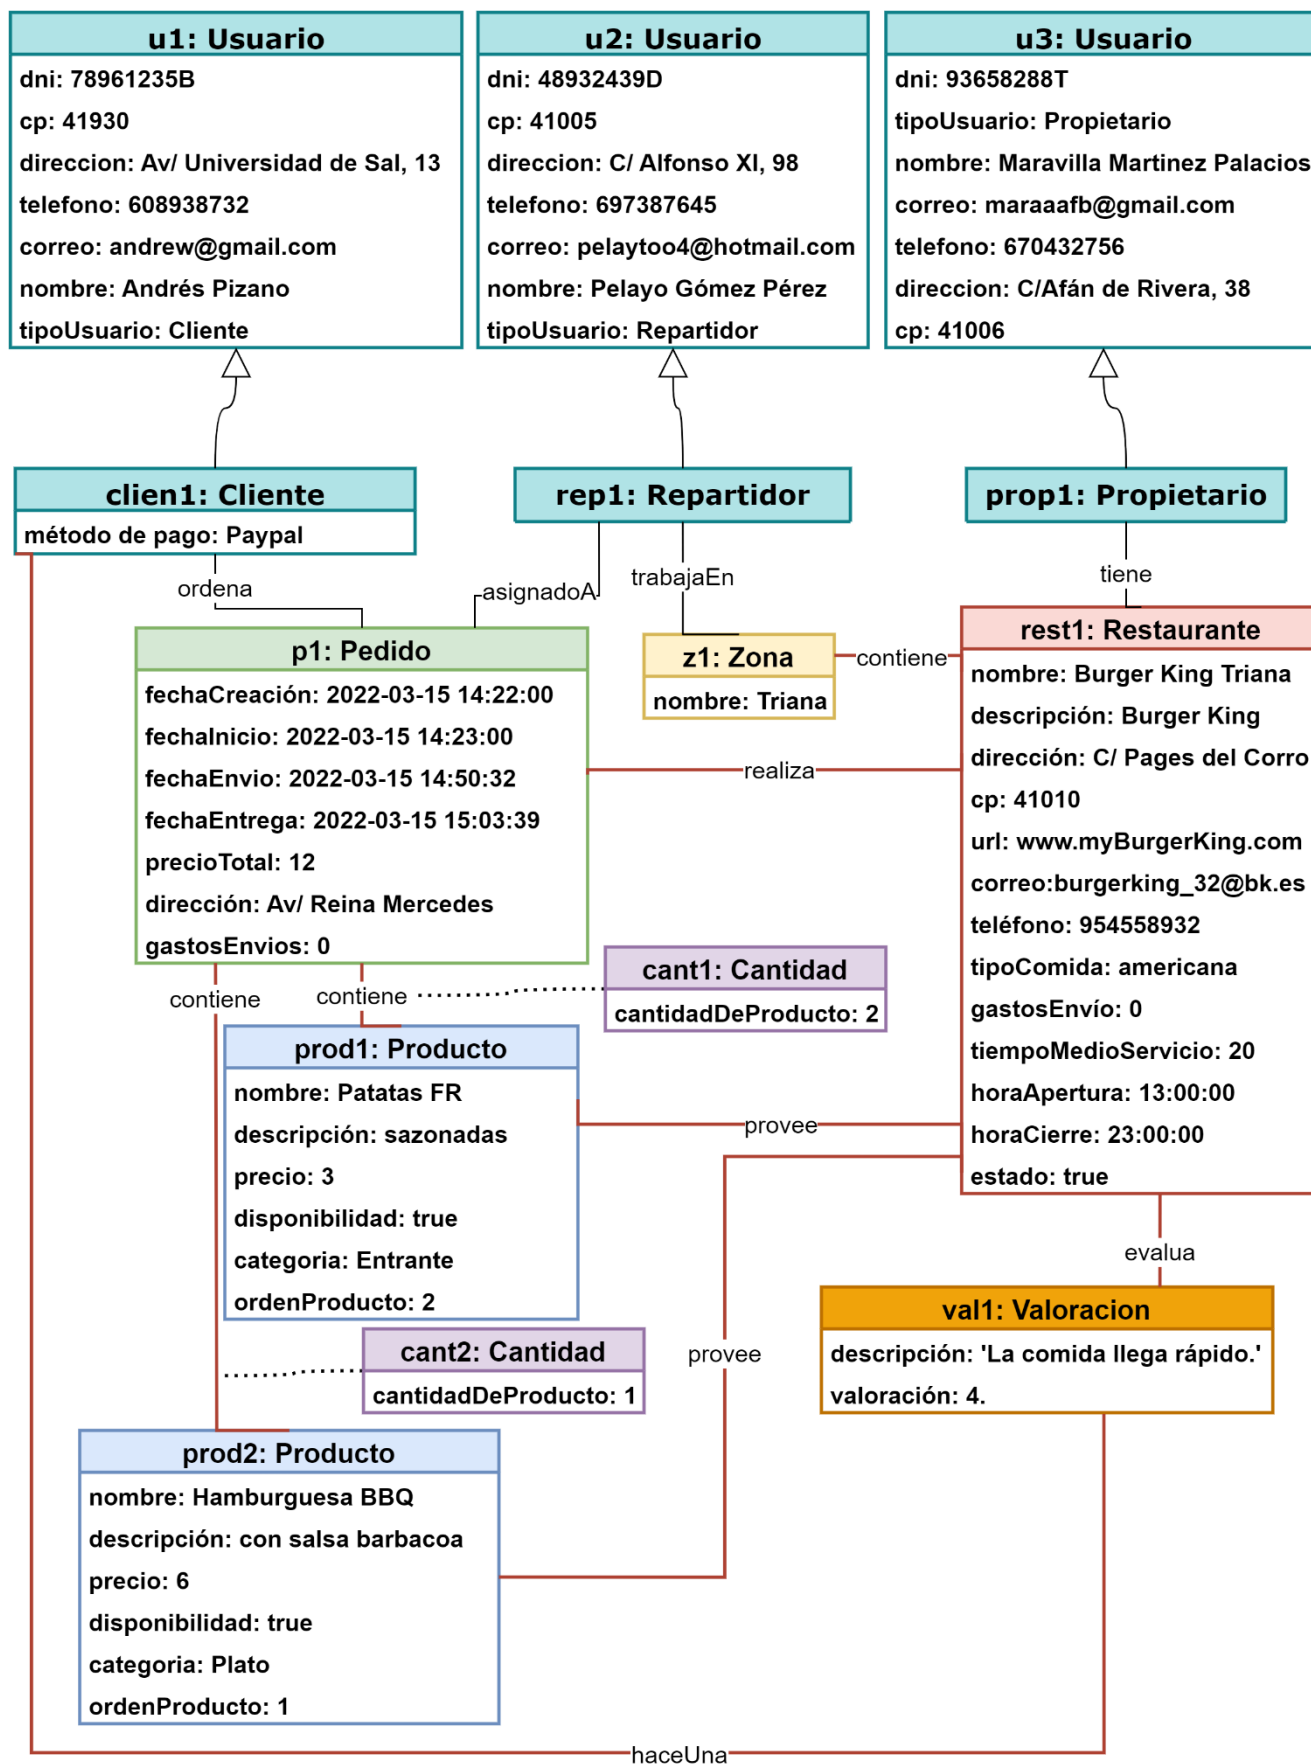 u1: Usuario
dni: 78961235B
cp: 41930
direccion: Av/ Universidad de Sal, 13
telefono: 608938732
correo: andrew@gmail.com
nombre: Andrés Pizano
tipoUsuario: Cliente
u2: Usuario
dni: 48932439D
cp: 41005
direccion: C/ Alfonso XI, 98
telefono: 697387645
correo: pelaytoo4@hotmail.com
nombre: Pelayo Gómez Pérez
tipoUsuario: Repartidor
u3: Usuario
dni: 93658288T
tipoUsuario: Propietario
nombre: Maravilla Martinez Palacios
correo: maraaafb@gmail.com
telefono: 670432756
direccion: C/Afán de Rivera, 38
cp: 41006
clien1: Cliente
método de pago: Paypal
rep1: Repartidor
prop1: Propietario
ordena
asignadoA
trabajaEn
tiene
p1: Pedido
fechaCreación: 2022-03-15 14:22:00
fechaInicio: 2022-03-15 14:23:00
fechaEnvio: 2022-03-15 14:50:32
fechaEntrega: 2022-03-15 15:03:39
precioTotal: 12
dirección: Av/ Reina Mercedes
gastosEnvios: 0
z1: Zona
nombre: Triana
contiene
realiza
rest1: Restaurante
nombre: Burger King Triana
descripción: Burger King
dirección: C/ Pages del Corro
cp: 41010
url: www.myBurgerKing.com
correo:burgerking_32@bk.es
teléfono: 954558932
tipoComida: americana
gastosEnvío: 0
tiempoMedioServicio: 20
horaApertura: 13:00:00
horaCierre: 23:00:00
estado: true
contiene
contiene
cant1: Cantidad
cantidadDeProducto: 2
prod1: Producto
nombre: Patatas FR
descripción: sazonadas
precio: 3
disponibilidad: true
categoria: Entrante
ordenProducto: 2
provee
evalua
cant2: Cantidad
cantidadDeProducto: 1
provee
val1: Valoracion
descripción: 'La comida llega rápido.'
valoración: 4.
prod2: Producto
nombre: Hamburguesa BBQ
descripción: con salsa barbacoa
precio: 6
disponibilidad: true
categoria: Plato
ordenProducto: 1
haceUna